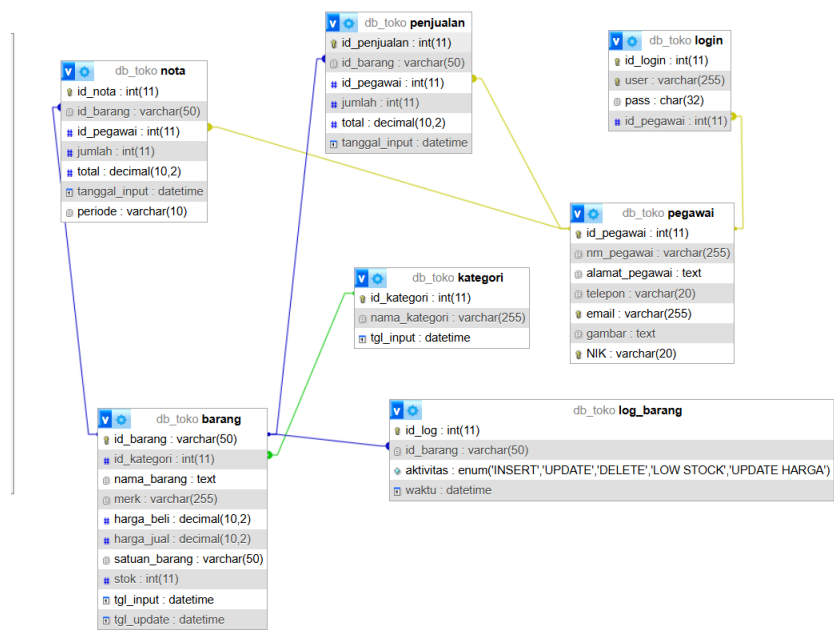 db_toko penjualan
id_penjualan : int(11)
id_barang : varchar(50)
id_pegawai : int(11)
jumlah : int(11)
total : decimal(10,2)
tanggal_input : datetime
db_toko login
id_login : int(11)
user : varchar(255)
pass : char(32)
id_pegawai : int(11)
db_toko nota
id_nota : int(11)
id_barang : varchar(50)
id_pegawai : int(11)
jumlah : int(11)
total : decimal(10,2)
tanggal_input : datetime
periode : varchar(10)
db_toko pegawai
id_pegawai : int(11)
nm_pegawai : varchar(255)
alamat_pegawai : text
telepon : varchar(20)
email : varchar(255)
gambar : text
NIK : varchar(20)
db_toko kategori
id_kategori : int(11)
nama_kategori : varchar(255)
tgl_input : datetime
db_toko barang
id_barang : varchar(50)
id_kategori : int(11)
nama_barang : text
merk : varchar(255)
harga_beli : decimal(10,2)
harga_jual : decimal(10,2)
satuan_barang : varchar(50)
stok : int(11)
tgl_input : datetime
tgl_update : datetime
db_toko log_barang
id_log : int(11)
id_barang : varchar(50)
aktivitas : enum('INSERT','UPDATE','DELETE','LOW STOCK','UPDATE HARGA')
waktu : datetime